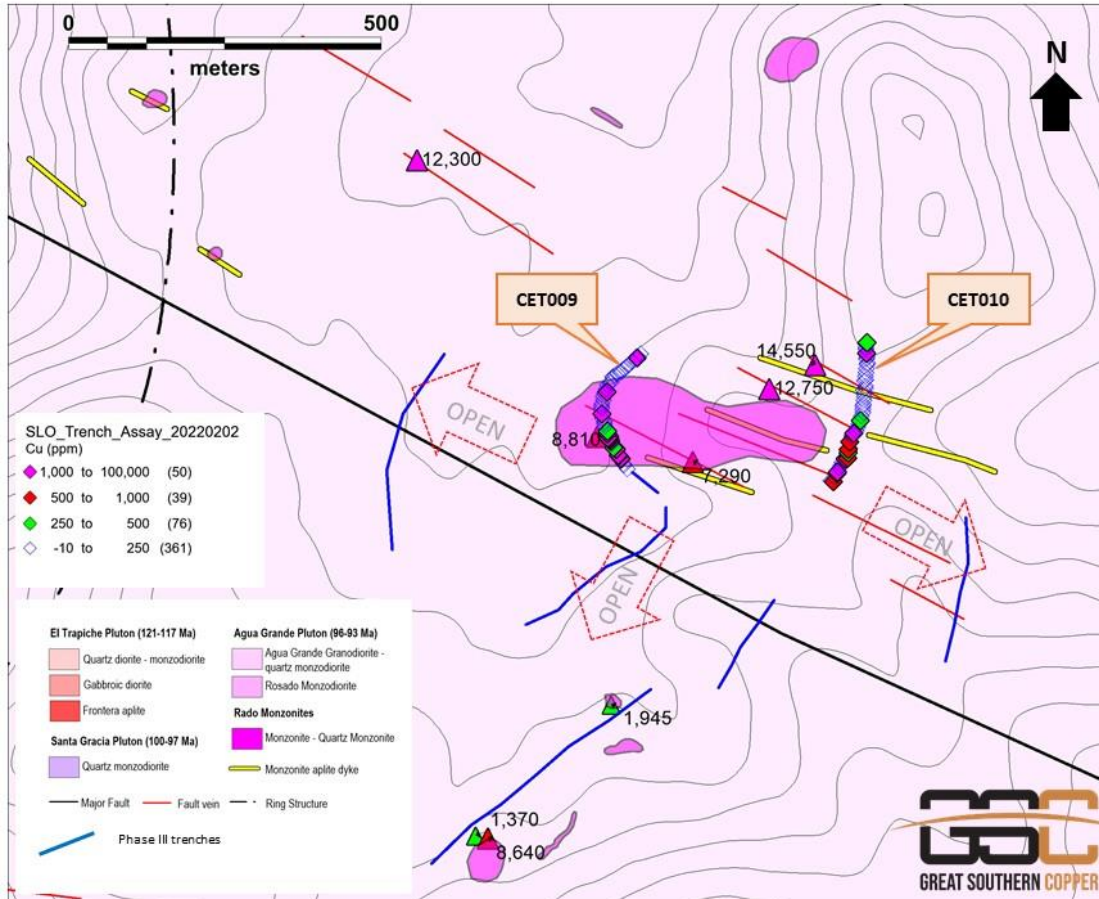 0 500
meters
N
12,300
CET009
CET010
14,550
12,750
OPEN
8,810
7,290
OPEN
OPEN
SLO_Trench_Assay_20220202
Cu (ppm)
1,000 to 100,000 (50)
500 to 1,000 (39)
250 to 500 (76)
-10 to 250 (361)
1,945
1,370
8,640
El Trapiche Pluton (121-117 Ma)
Quartz diorite - monzodiorite
Gabbroic diorite
Frontera aplite
Santa Gracia Pluton (100-97 Ma)
Quartz monzodiorite
Agua Grande Pluton (96-93 Ma)
Agua Grande Granodiorite -
quartz monzodiorite
Rosado Monzodiorite
Rado Monzonites
Monzonite - Quartz Monzonite
Monzonite aplite dyke
Major Fault Fault vein Ring Structure
Phase III trenches
GSC
GREAT SOUTHERN COPPER